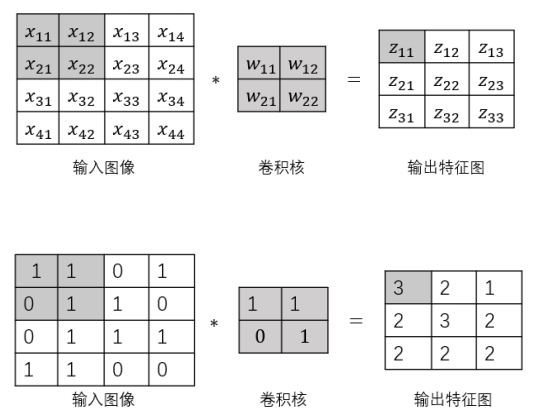 x₁₁ x₁₂ x₁₃ x₁₄
x₂₁ x₂₂ x₂₃ x₂₄
x₃₁ x₃₂ x₃₃ x₃₄
x₄₁ x₄₂ x₄₃ x₄₄
*
w₁₁ w₁₂
w₂₁ w₂₂
=
z₁₁ z₁₂ z₁₃
z₂₁ z₂₂ z₂₃
z₃₁ z₃₂ z₃₃
输入图像 卷积核 输出特征图
1 1 0 1
0 1 1 0
0 1 1 1
1 1 0 0
*
1 1
0 1
=
3 2 1
2 3 2
2 2 2
输入图像 卷积核 输出特征图